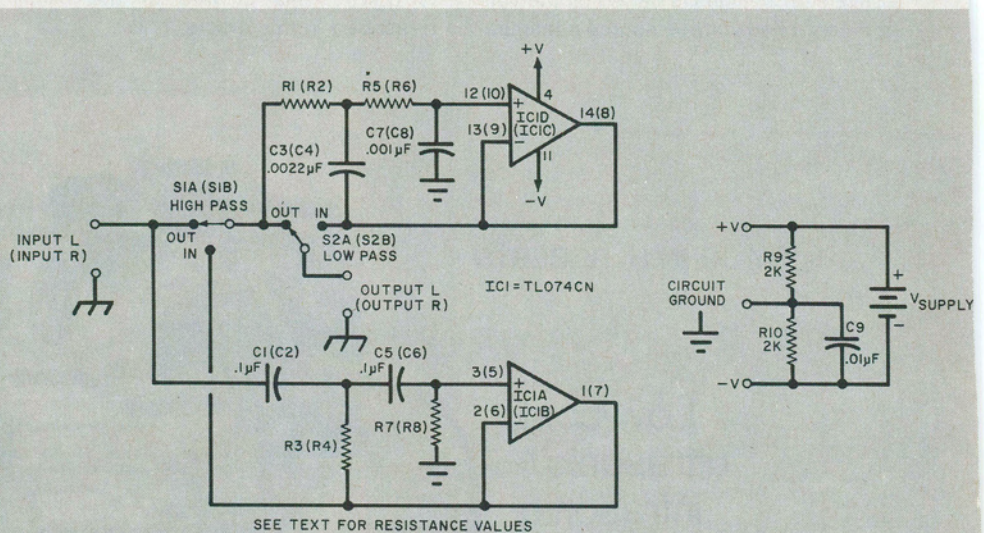 +V
R1 (R2)
R5 (R6)
12(10)
+
4
IC1D
(IC1C)
14(8)
13(9)
−
11
−V
C3(C4)
.0022µF
C7(C8)
.001µF
S1A (S1B)
HIGH PASS
OUT
IN
OUT
IN
S2A (S2B)
LOW PASS
INPUT L
(INPUT R)
OUTPUT L
(OUTPUT R)
IC1=TL074CN
C1(C2)
.1µF
C5(C6)
.1µF
3(5)
+
IC1A
(IC1B)
1(7)
2(6)
−
R3(R4)
R7(R8)
SEE TEXT FOR RESISTANCE VALUES
+V
R9
2K
CIRCUIT
GROUND
+
VSUPPLY
−
R10
2K
C9
.01µF
−V